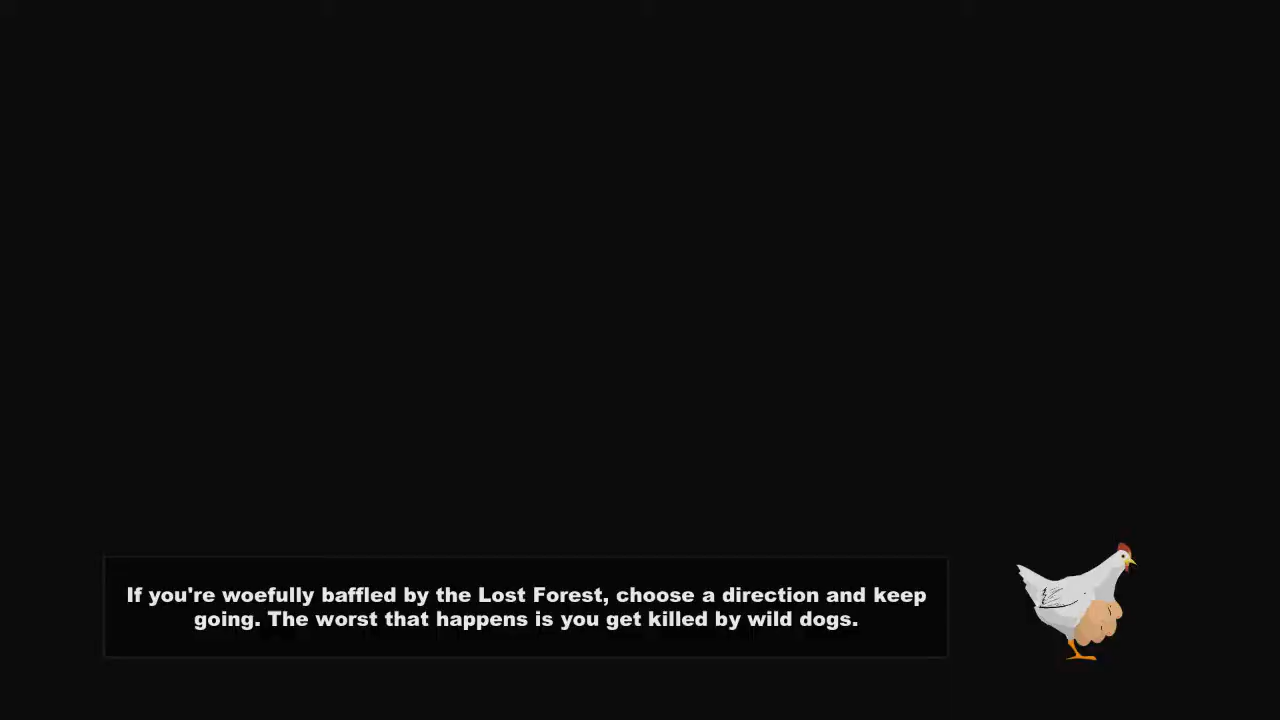 If you're woefully baffled by the Lost Forest, choose a direction and keep
going. The worst that happens is you get killed by wild dogs.